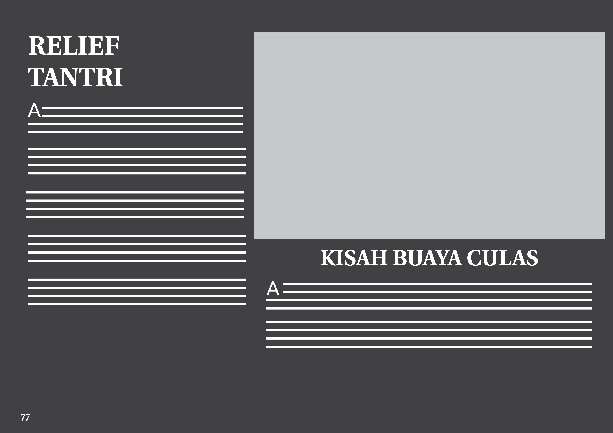 RELIEF
TANTRI
A
KISAH BUAYA CULAS
A
77